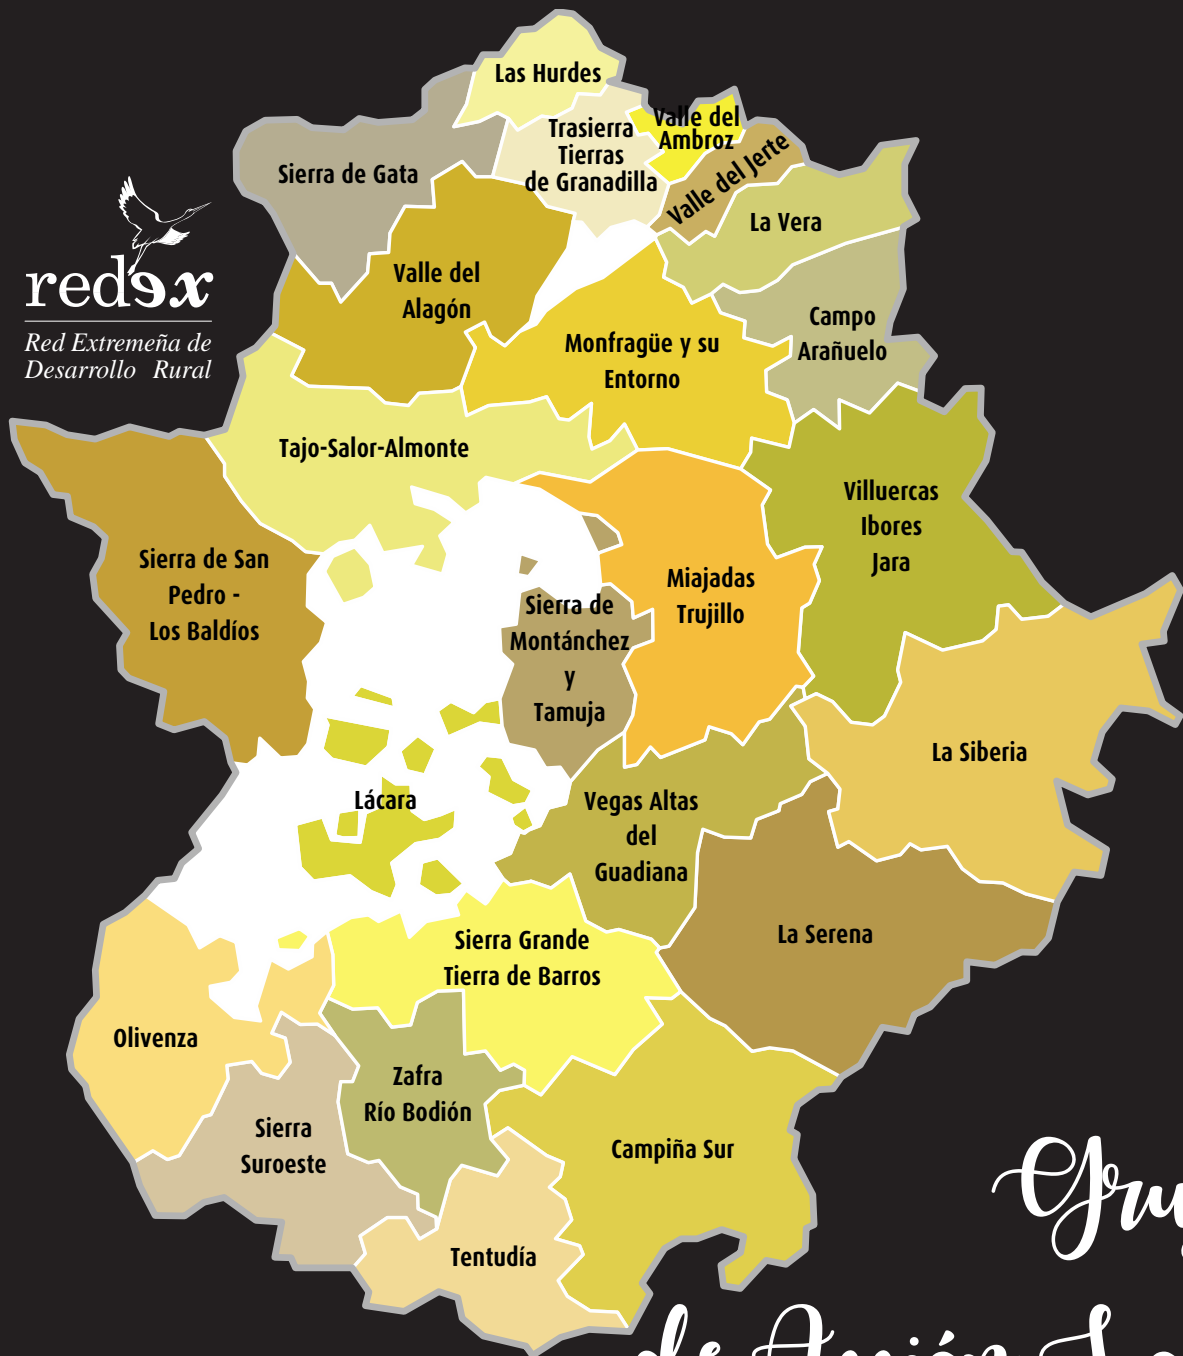 Las Hurdes
Valle del
Ambroz
Trasierra
Tierras
de Granadilla
Valle del Jerte
Sierra de Gata
La Vera
redex
Red Extremeña de
Desarrollo Rural
Valle del
Alagón
Campo
Arañuelo
Monfragüe y su
Entorno
Tajo-Salor-Almonte
Villuercas
Ibores
Jara
Sierra de San
Pedro -
Los Baldíos
Miajadas
Trujillo
Sierra de
Montánchez
y
Tamuja
La Siberia
Lácara
Vegas Altas
del
Guadiana
La Serena
Sierra Grande
Tierra de Barros
Olivenza
Zafra
Río Bodión
Sierra
Suroeste
Campiña Sur
Tentudía
de Acción